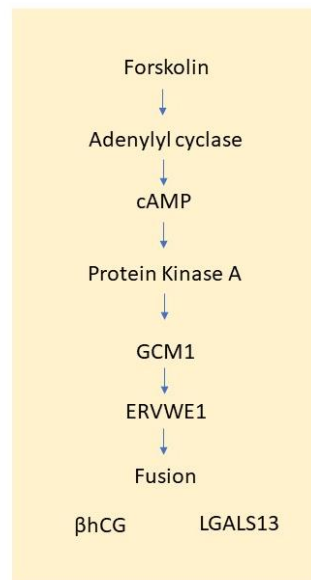 Forskolin
Adenylyl cyclase
cAMP
Protein Kinase A
GCM1
ERVWE1
Fusion
βhCG LGALS13